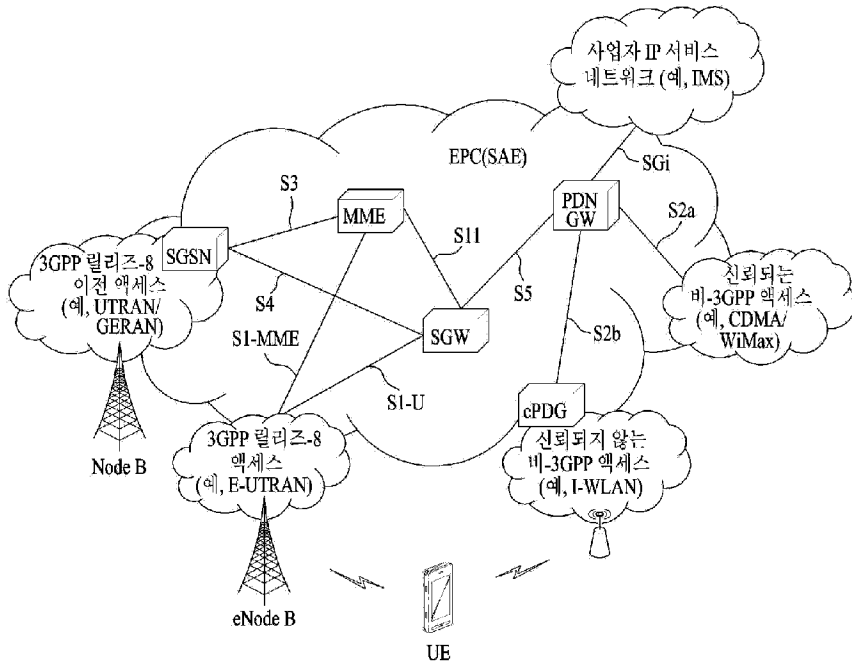 사업자 IP 서비스
네트워크 (예, IMS)
EPC(SAE)
SGi
S3
MME
PDN
GW
S2a
SGSN
S11
3GPP 릴리즈-8
이전 액세스
(예, UTRAN/
GERAN)
S4
S5
신뢰되는
비-3GPP 액세스
(예, CDMA/
WiMax)
S1-MME
SGW
S2b
S1-U
ePDG
Node B
3GPP 릴리즈-8
액세스
(예, E-UTRAN)
신뢰되지 않는
비-3GPP 액세스
(예, I-WLAN)
eNode B
UE